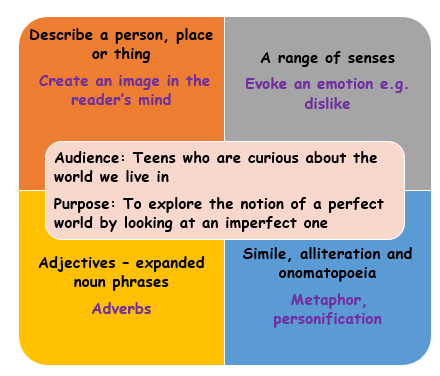 Describe a person, place
or thing
Create an image in the
reader's mind
A range of senses
Evoke an emotion e.g.
dislike
Audience: Teens who are curious about the
world we live in
Purpose: To explore the notion of a perfect
world by looking at an imperfect one
Adjectives – expanded
noun phrases
Adverbs
Simile, alliteration and
onomatopoeia
Metaphor,
personification